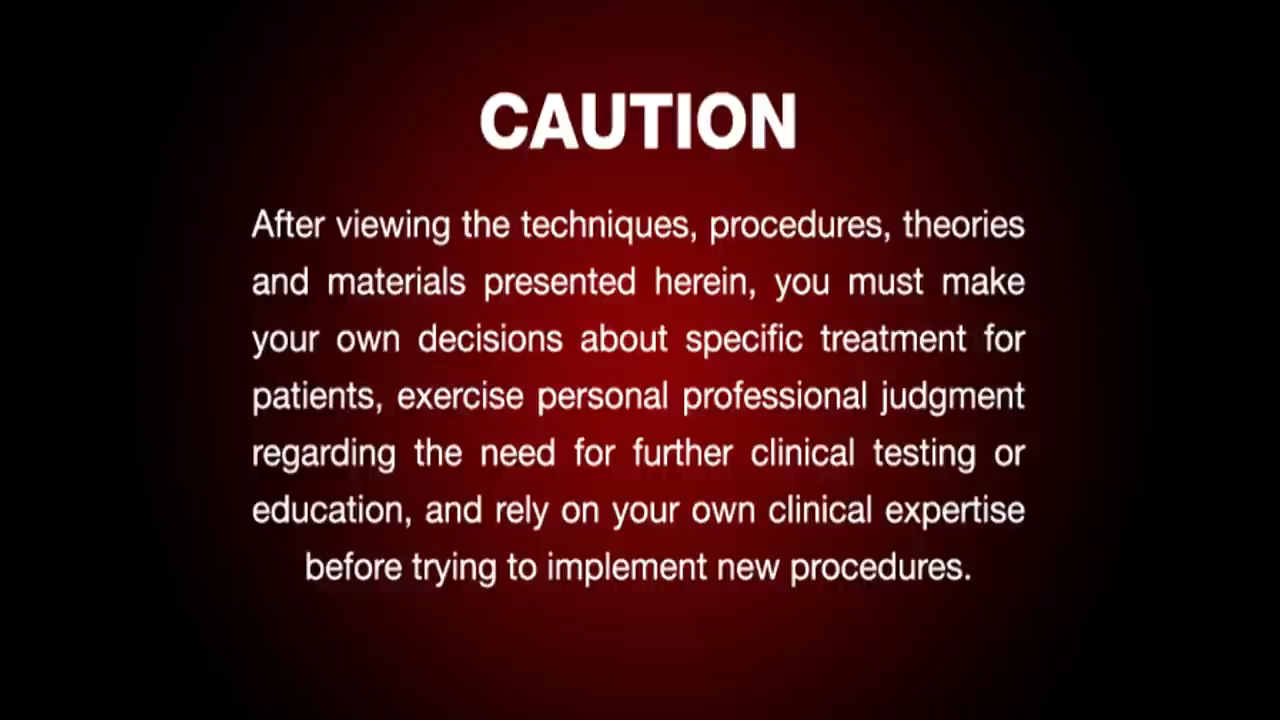 CAUTION
After viewing the techniques, procedures, theories
and materials presented herein, you must make
your own decisions about specific treatment for
patients, exercise personal professional judgment
regarding the need for further clinical testing or
education, and rely on your own clinical expertise
before trying to implement new procedures.